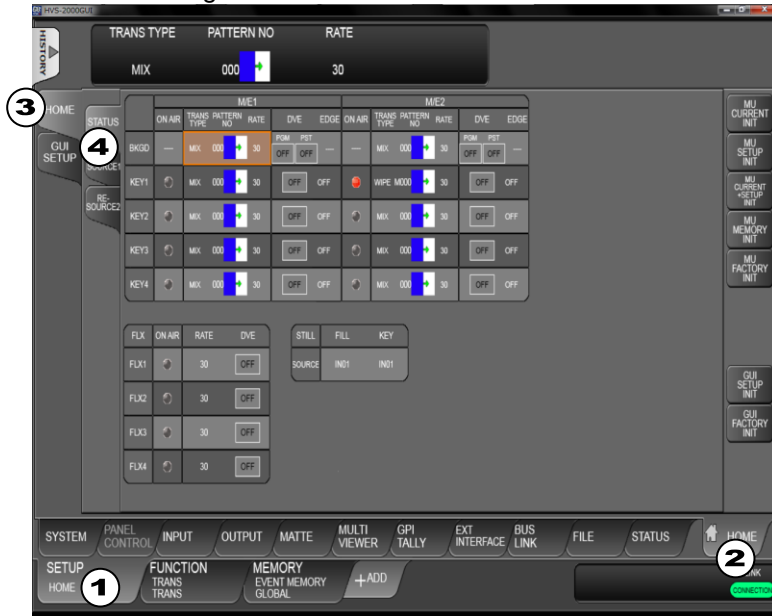 HVS-2000GUI
HISTORY
TRANS TYPE PATTERN NO RATE
MIX 000 30
3 HOME
GUI SETUP
STATUS
4
SOURCE1
RE-SOURCE2
M/E1 M/E2
ON AIR TRANS TYPE PATTERN NO RATE DVE EDGE ON AIR TRANS TYPE PATTERN NO RATE DVE EDGE
PGM PST PGM PST
BKGD — MIX 000 30 OFF OFF — — MIX 000 30 OFF OFF —
KEY1 MIX 000 30 OFF OFF WIPE M000 30 OFF OFF
KEY2 MIX 000 30 OFF OFF MIX 000 30 OFF OFF
KEY3 MIX 000 30 OFF OFF MIX 000 30 OFF OFF
KEY4 MIX 000 30 OFF OFF MIX 000 30 OFF OFF
FLX ON AIR RATE DVE
FLX1 30 OFF
FLX2 30 OFF
FLX3 30 OFF
FLX4 30 OFF
STILL FILL KEY
SOURCE IN01 IN01
MU CURRENT INIT
MU SETUP INIT
MU CURRENT +SETUP INIT
MU MEMORY INIT
MU FACTORY INIT
GUI SETUP INIT
GUI FACTORY INIT
SYSTEM PANEL CONTROL INPUT OUTPUT MATTE MULTI VIEWER GPI TALLY EXT INTERFACE BUS LINK FILE STATUS HOME
2
SETUP HOME
1
FUNCTION TRANS TRANS
MEMORY EVENT MEMORY GLOBAL
+ADD
CONNECTION